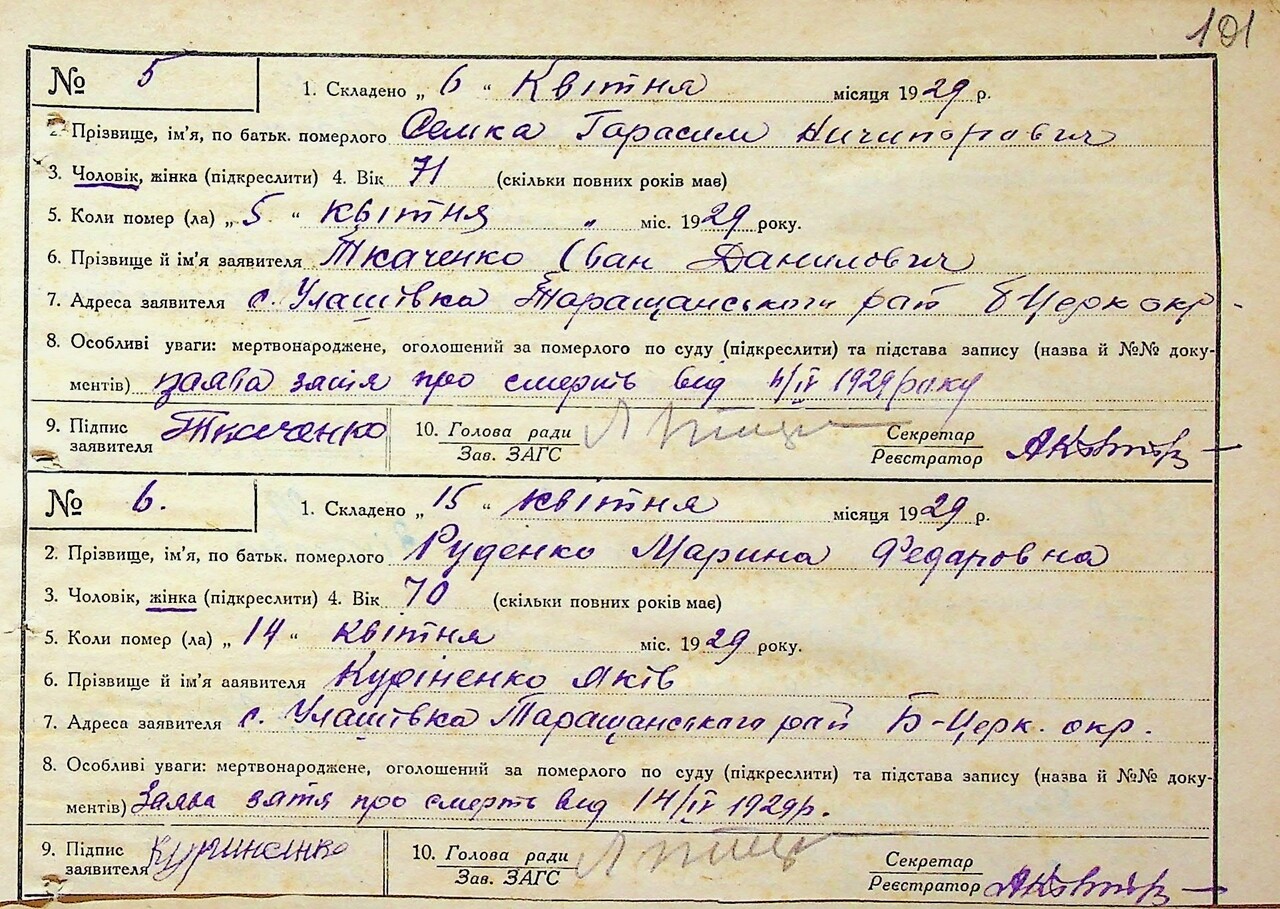 101
№ 5
1. Складено „ 6 “ Квітня місяця 1929 р.
2. Прізвище, ім'я, по батьк. померлого Семка Гарасим Ничипорович
3. Чоловік, жінка (підкреслити) 4. Вік 71 (скільки повних років має)
5. Коли помер (ла) „ 5 “ квітня „ міс. 1929 року.
6. Прізвище й ім'я заявителя Ткаченко Іван Данилович
7. Адреса заявителя с. Улашівка Таращанського рай Б Церк окр.
8. Особливі уваги: мертвонароджене, оголошений за померлого по суду (підкреслити) та підстава запису (назва й №№ доку-
ментів) заява про смерть від /IV 1929 року
9. Підпис заявителя Ткаченко 10. Голова ради Зав. ЗАГС Секретар Реєстратор
№ 6.
1. Складено „ 15 “ квітня місяця 1929 р.
2. Прізвище, ім'я, по батьк. померлого Руденко Марина Федаровна
3. Чоловік, жінка (підкреслити) 4. Вік 70 (скільки повних років має)
5. Коли помер (ла) „ 14 “ квітня міс. 1929 року.
6. Прізвище й ім'я ааявителя Куріненко Яків
7. Адреса заявителя с. Улашівка Таращанського рай Б-Церк. окр.
8. Особливі уваги: мертвонароджене, оголошений за померлого по суду (підкреслити) та підстава запису (назва й №№ доку-
ментів) Заява зятя про смерть від 14/IV 1929р.
9. Підпис заявителя Куриненко 10. Голова ради Зав. ЗАГС Секретар Реєстратор